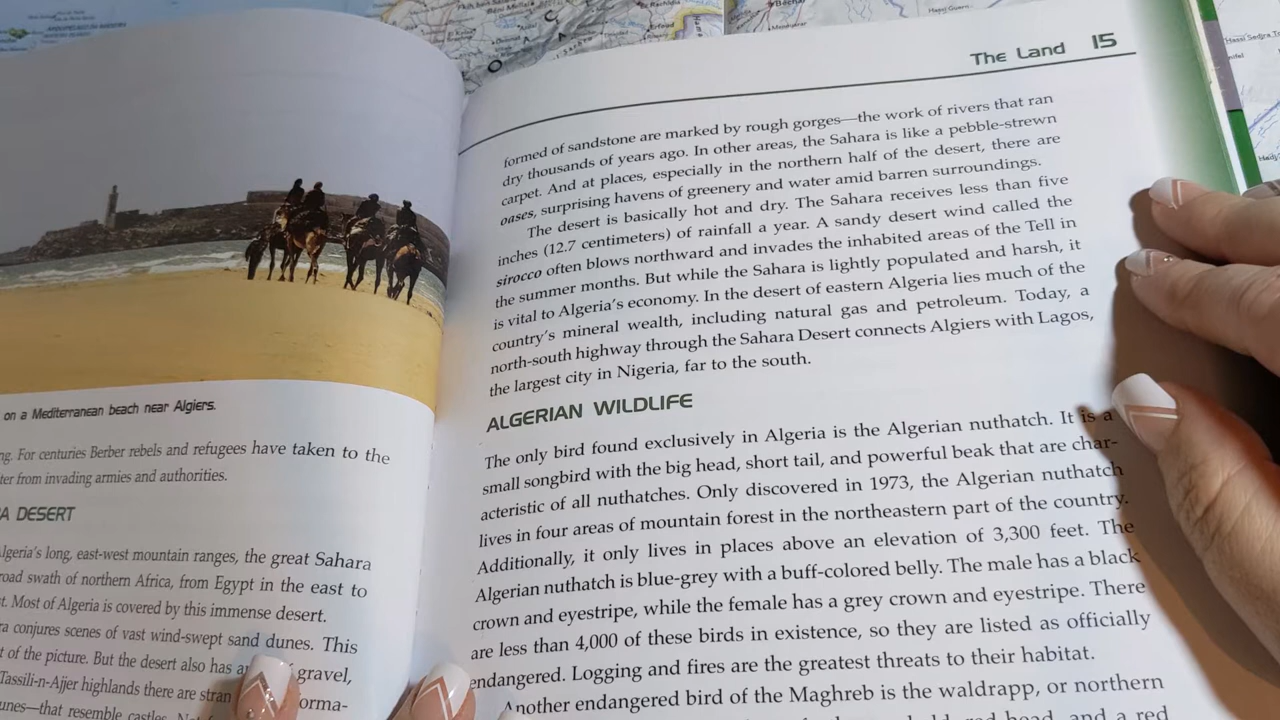 The Land 15
on a Mediterranean beach near Algiers.
ng. For centuries Berber rebels and refugees have taken to the
ter from invading armies and authorities.
A DESERT
Algeria's long, east-west mountain ranges, the great Sahara
road swath of northern Africa, from Egypt in the east to
st. Most of Algeria is covered by this immense desert.
ra conjures scenes of vast wind-swept sand dunes. This
t of the picture. But the desert also has gravel,
Tassili-n-Ajjer highlands there are stran orma-
unes—that resemble castles.
formed of sandstone are marked by rough gorges—the work of rivers that ran
dry thousands of years ago. In other areas, the Sahara is like a pebble-strewn
carpet. And at places, especially in the northern half of the desert, there are
oases, surprising havens of greenery and water amid barren surroundings.
The desert is basically hot and dry. The Sahara receives less than five
inches (12.7 centimeters) of rainfall a year. A sandy desert wind called the
sirocco often blows northward and invades the inhabited areas of the Tell in
the summer months. But while the Sahara is lightly populated and harsh, it
is vital to Algeria's economy. In the desert of eastern Algeria lies much of the
country's mineral wealth, including natural gas and petroleum. Today, a
north-south highway through the Sahara Desert connects Algiers with Lagos,
the largest city in Nigeria, far to the south.
ALGERIAN WILDLIFE
The only bird found exclusively in Algeria is the Algerian nuthatch. It is a
small songbird with the big head, short tail, and powerful beak that are char-
acteristic of all nuthatches. Only discovered in 1973, the Algerian nuthatch
lives in four areas of mountain forest in the northeastern part of the country.
Additionally, it only lives in places above an elevation of 3,300 feet. The
Algerian nuthatch is blue-grey with a buff-colored belly. The male has a black
crown and eyestripe, while the female has a grey crown and eyestripe. There
are less than 4,000 of these birds in existence, so they are listed as officially
endangered. Logging and fires are the greatest threats to their habitat.
Another endangered bird of the Maghreb is the waldrapp, or northern
head, and a red